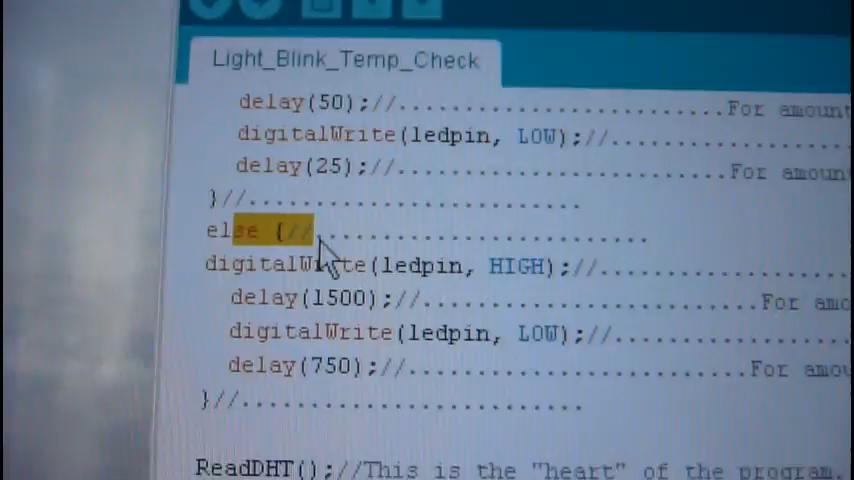 Light_Blink_Temp_Check
delay(50);//.........................For amount
digitalWrite(ledpin, LOW);//...................
delay(25);//.........................For amount
}//.........................
else {//.........................
digitalWrite(ledpin, HIGH);//...................
delay(1500);//.........................For amo
digitalWrite(ledpin, LOW);//...................
delay(750);//.........................For amou
}//.........................
ReadDHT();//This is the "heart" of the program.